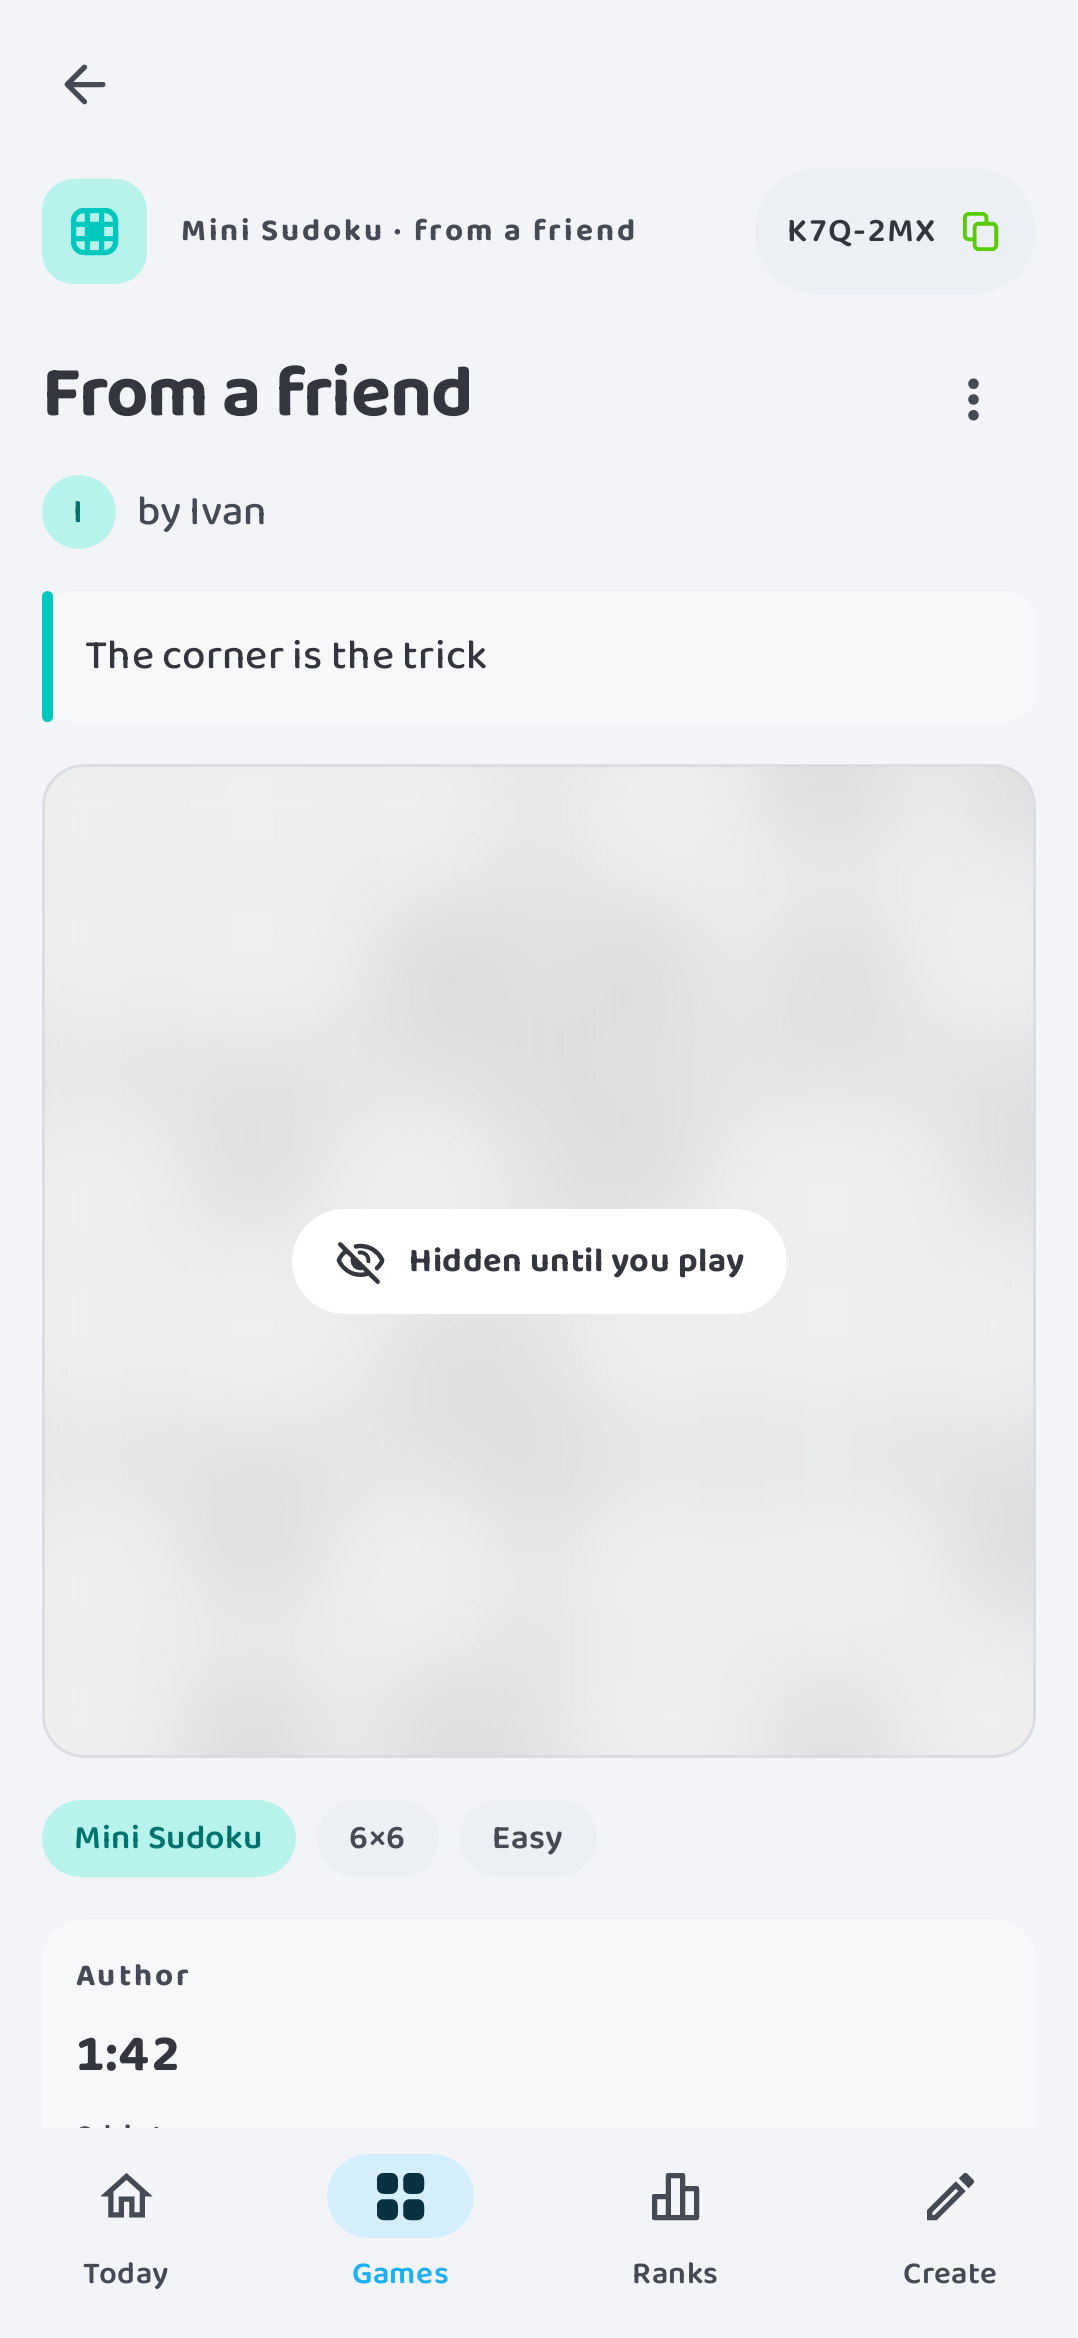 Mini Sudoku · from a friend
K7Q-2MX
From a friend
I
by Ivan
The corner is the trick
Hidden until you play
Mini Sudoku
6×6
Easy
Author
1:42
Today
Games
Ranks
Create